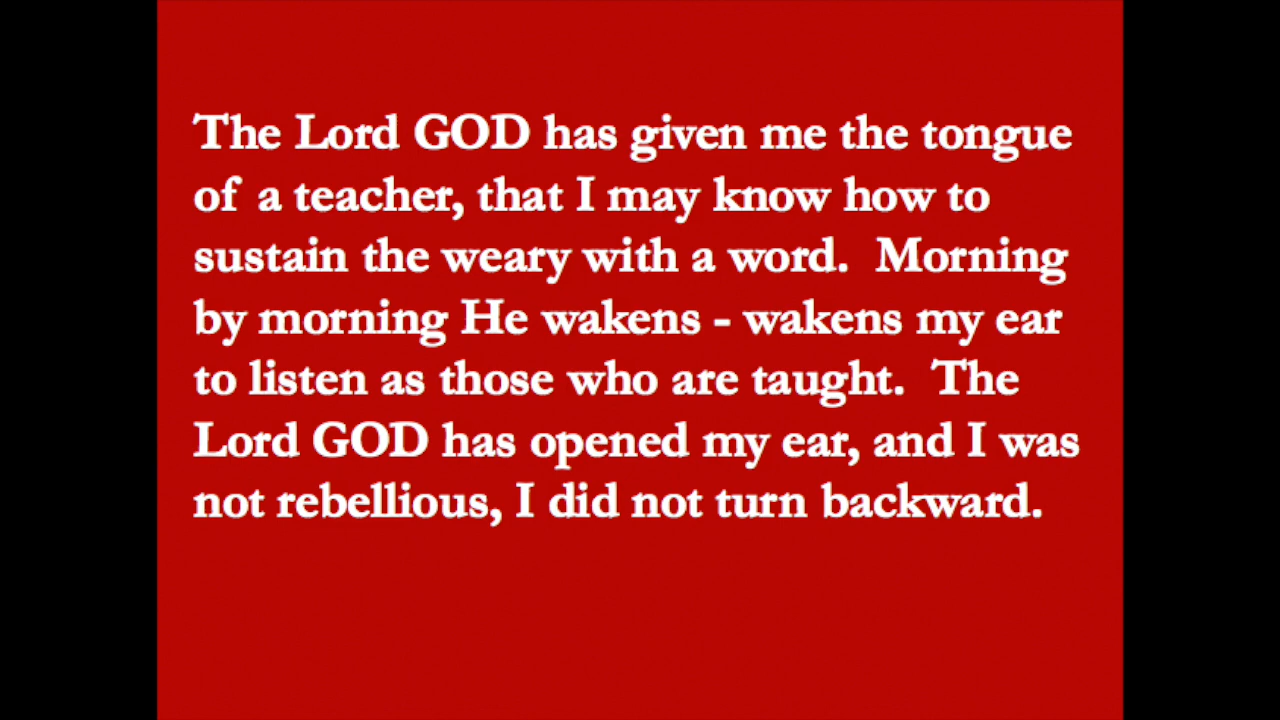 The Lord GOD has given me the tongue
of a teacher, that I may know how to
sustain the weary with a word.  Morning
by morning He wakens - wakens my ear
to listen as those who are taught.  The
Lord GOD has opened my ear, and I was
not rebellious, I did not turn backward.